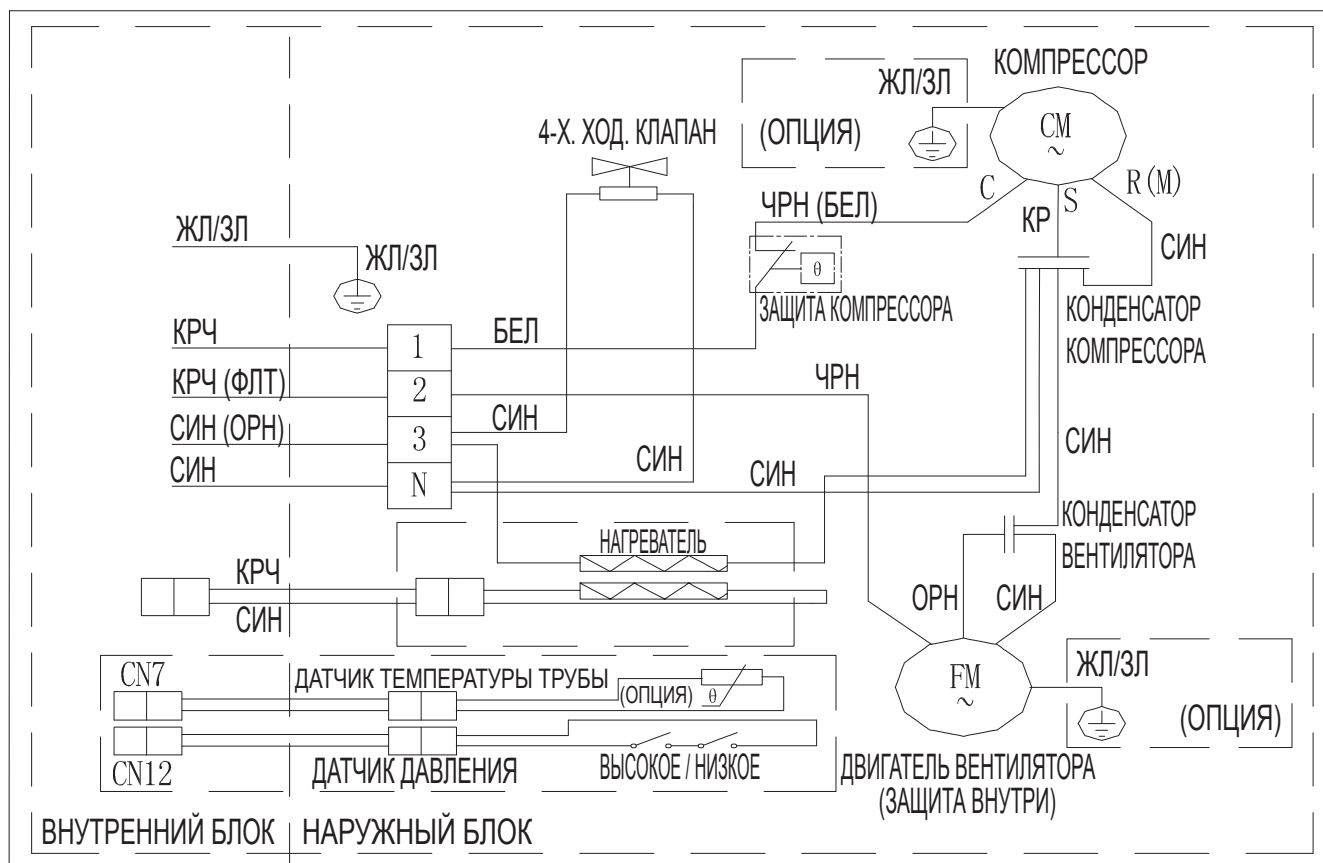 КОМПРЕССОР
ЖЛ/ЗЛ
(ОПЦИЯ)
CM
~
4-Х. ХОД. КЛАПАН
C
S
R (M)
ЧРН (БЕЛ)
КР
СИН
θ
ЗАЩИТА КОМПРЕССОРА
КОНДЕНСАТОР
КОМПРЕССОРА
ЖЛ/ЗЛ
ЖЛ/ЗЛ
КРЧ
1
БЕЛ
КРЧ (ФЛТ)
2
ЧРН
СИН (ОРН)
3
СИН
СИН
N
СИН
СИН
СИН
КОНДЕНСАТОР
ВЕНТИЛЯТОРА
НАГРЕВАТЕЛЬ
КРЧ
СИН
ОРН
СИН
FM
~
ЖЛ/ЗЛ
(ОПЦИЯ)
ДВИГАТЕЛЬ ВЕНТИЛЯТОРА
(ЗАЩИТА ВНУТРИ)
CN7
ДАТЧИК ТЕМПЕРАТУРЫ ТРУБЫ
(ОПЦИЯ)
θ
CN12
ДАТЧИК ДАВЛЕНИЯ
ВЫСОКОЕ / НИЗКОЕ
ВНУТРЕННИЙ БЛОК
НАРУЖНЫЙ БЛОК